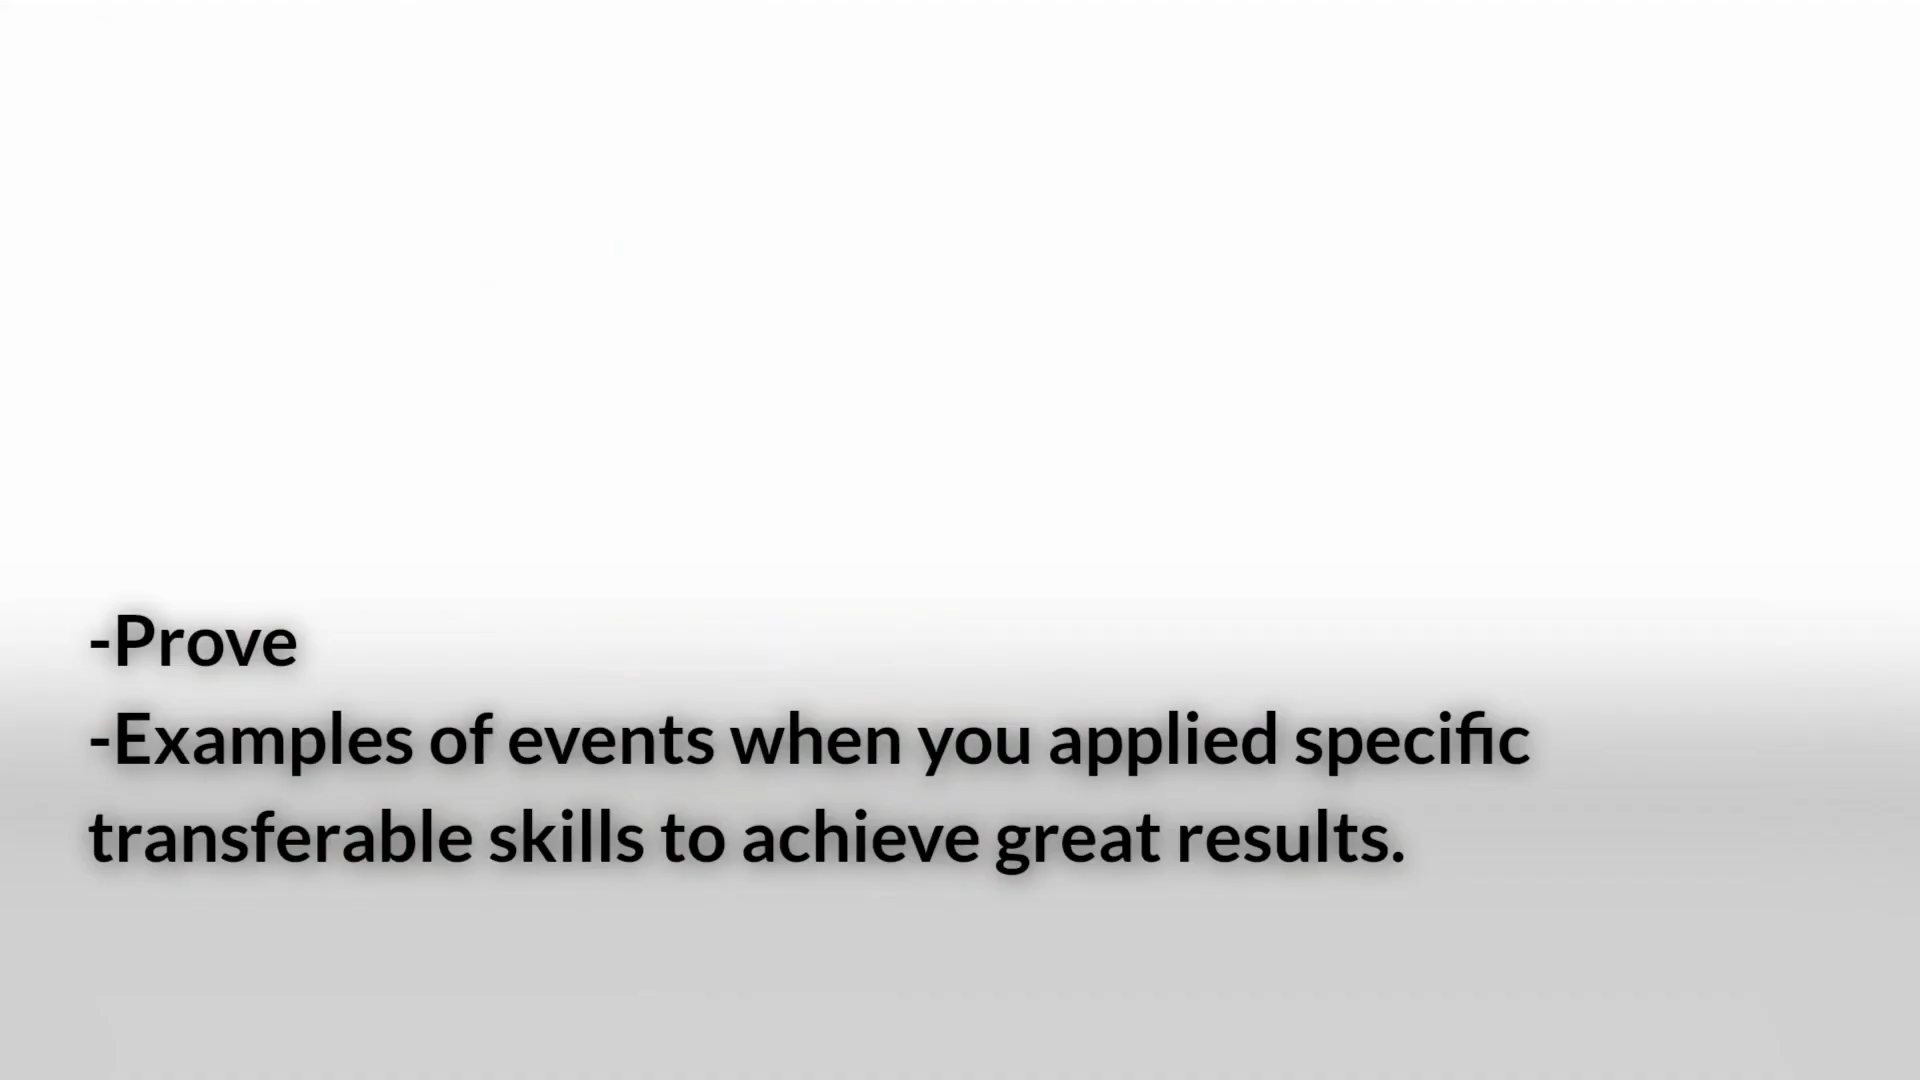 -Prove
-Examples of events when you applied specific
transferable skills to achieve great results.